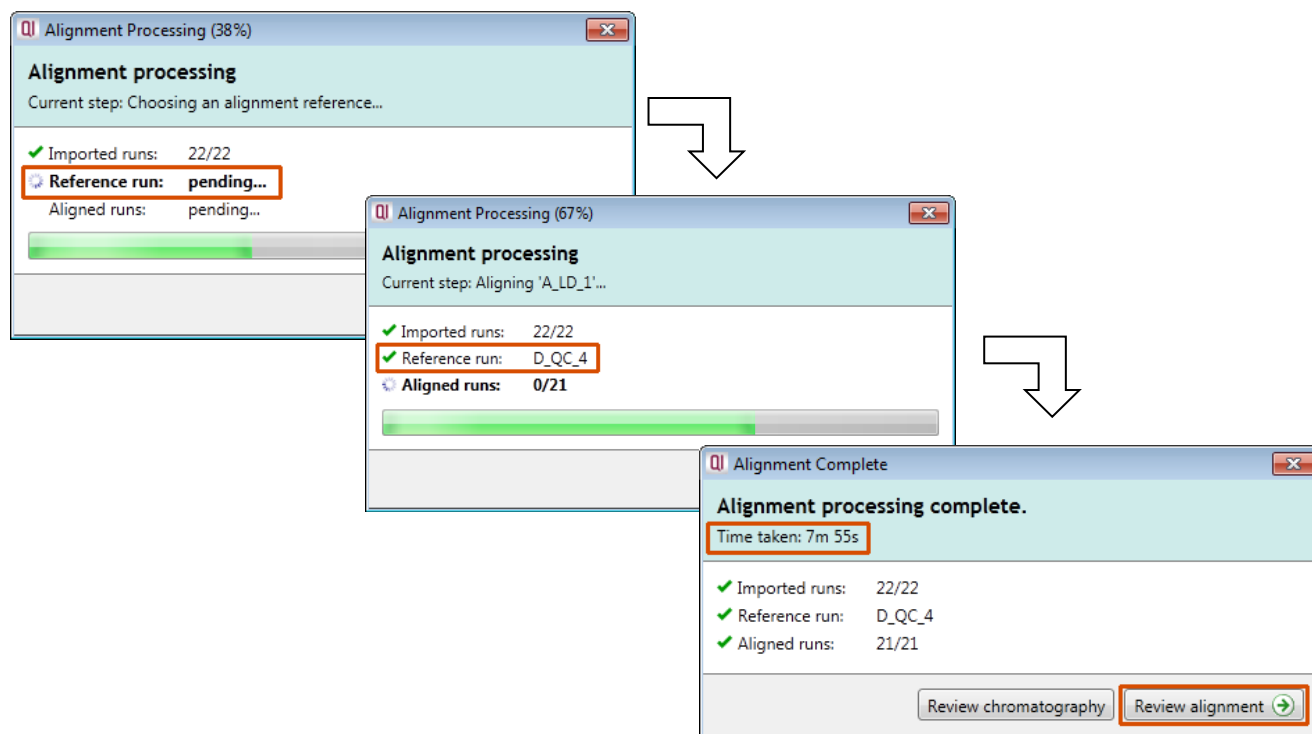 QI Alignment Processing (38%)
Alignment processing
Current step: Choosing an alignment reference...
Imported runs: 22/22
Reference run: pending...
Aligned runs: pending...
QI Alignment Processing (67%)
Alignment processing
Current step: Aligning 'A_LD_1'...
Imported runs: 22/22
Reference run: D_QC_4
Aligned runs: 0/21
QI Alignment Complete
Alignment processing complete.
Time taken: 7m 55s
Imported runs: 22/22
Reference run: D_QC_4
Aligned runs: 21/21
Review chromatography Review alignment